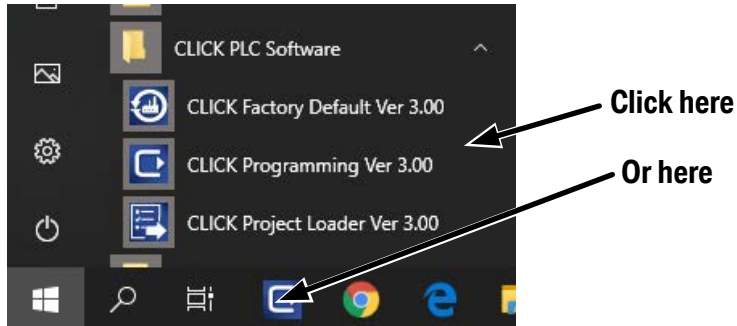 CLICK PLC Software
CLICK Factory Default Ver 3.00
Click here
CLICK Programming Ver 3.00
Or here
CLICK Project Loader Ver 3.00